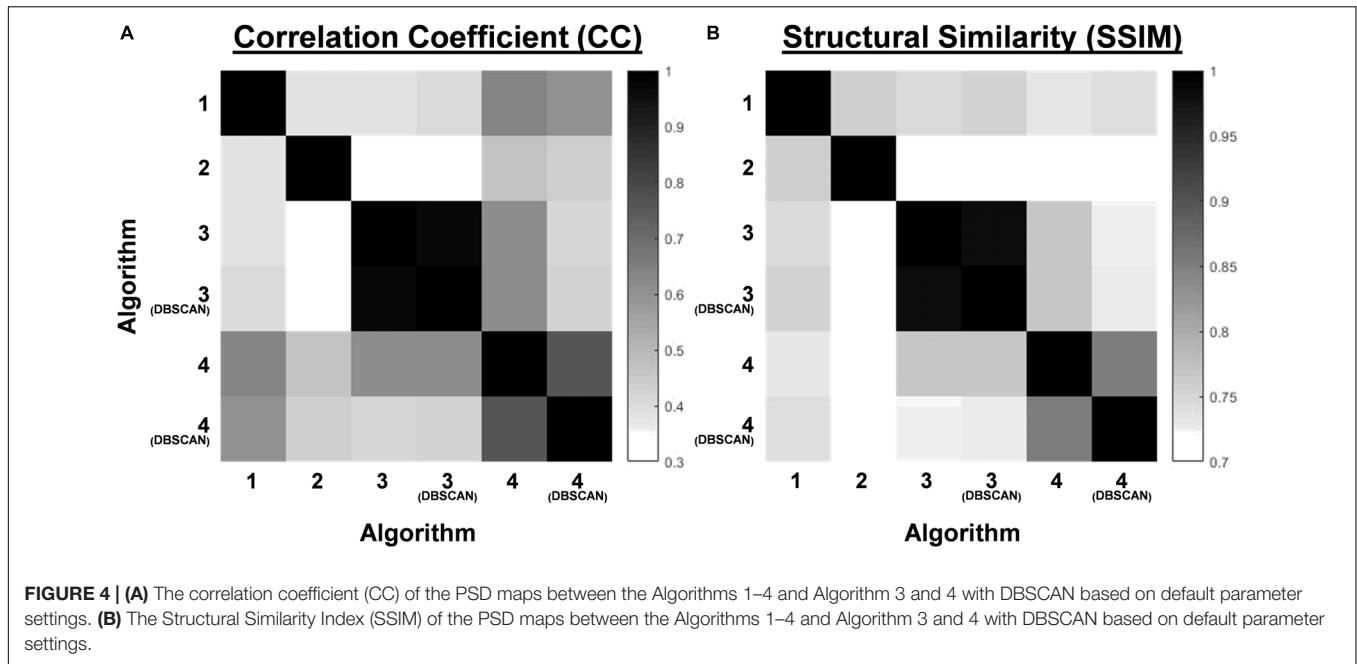 A
Correlation Coefficient (CC)
Algorithm
1
2
3
(DBSCAN)
3
4
4
(DBSCAN)
1
0.9
0.8
0.7
0.6
0.5
0.4
0.3
1 2 3 3 4 4
(DBSCAN) (DBSCAN)
Algorithm
B
Structural Similarity (SSIM)
1
2
3
3
(DBSCAN)
4
4
(DBSCAN)
1
0.95
0.9
0.85
0.8
0.75
0.7
1 2 3 3 4 4
(DBSCAN) (DBSCAN)
Algorithm
FIGURE 4 | (A) The correlation coefficient (CC) of the PSD maps between the Algorithms 1–4 and Algorithm 3 and 4 with DBSCAN based on default parameter
settings. (B) The Structural Similarity Index (SSIM) of the PSD maps between the Algorithms 1–4 and Algorithm 3 and 4 with DBSCAN based on default parameter
settings.